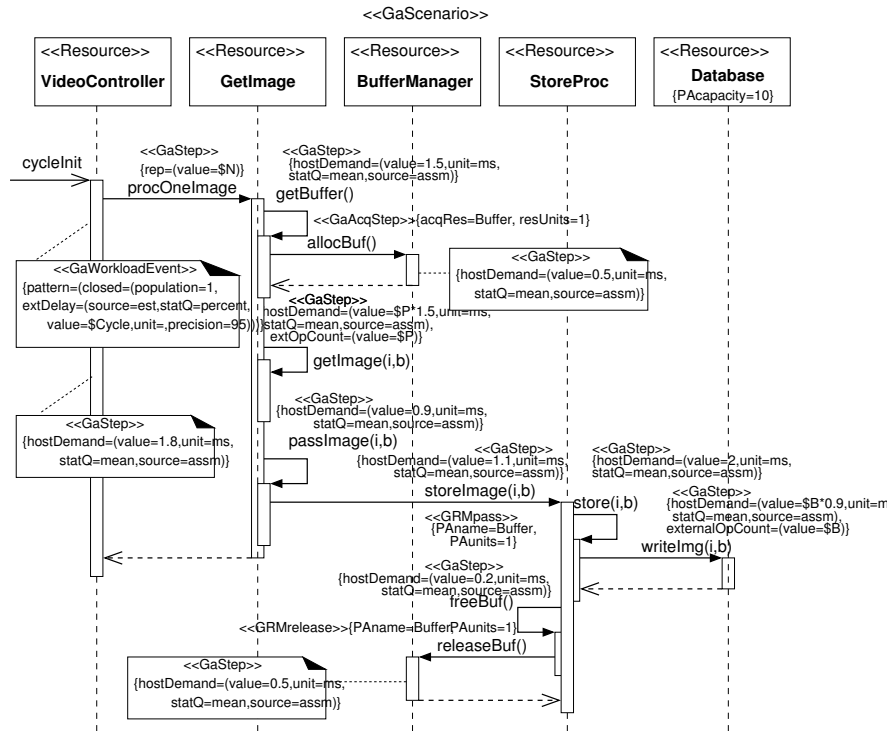 <<GaScenario>>
<<Resource>>
VideoController
<<Resource>>
GetImage
<<Resource>>
BufferManager
<<Resource>>
StoreProc
<<Resource>>
Database
{PAcapacity=10}
cycleInit
<<GaStep>>
{rep=(value=$N)}
procOneImage
<<GaStep>>
{hostDemand=(value=1.5,unit=ms,
statQ=mean,source=assm)}
getBuffer()
<<GaAcqStep>>{acqRes=Buffer, resUnits=1}
allocBuf()
<<GaStep>>
{hostDemand=(value=0.5,unit=ms,
statQ=mean,source=assm)}
<<GaWorkloadEvent>>
{pattern=(closed=(population=1,
extDelay=(source=est,statQ=percent,
value=$Cycle,unit=,precision=95)))}
<<GaStep>>
hostDemand=(value=$P*1.5,unit=ms,
statQ=mean,source=assm),
extOpCount=(value=$P)}
getImage(i,b)
<<GaStep>>
{hostDemand=(value=0.9,unit=ms,
statQ=mean,source=assm)}
passImage(i,b)
<<GaStep>>
{hostDemand=(value=1.8,unit=ms,
statQ=mean,source=assm)}
<<GaStep>>
{hostDemand=(value=1.1,unit=ms,
statQ=mean,source=assm)}
storeImage(i,b)
<<GaStep>>
{hostDemand=(value=2,unit=ms,
statQ=mean,source=assm)}
store(i,b)
<<GaStep>>
{hostDemand=(value=$B*0.9,unit=m
statQ=mean,source=assm),
externalOpCount=(value=$B)}
writeImg(i,b)
<<GRMpass>>
{PAname=Buffer,
PAunits=1}
<<GaStep>>
{hostDemand=(value=0.2,unit=ms,
statQ=mean,source=assm)}
freeBuf()
<<GRMrelease>>{PAname=Buffer,PAunits=1}
releaseBuf()
<<GaStep>>
{hostDemand=(value=0.5,unit=ms,
statQ=mean,source=assm)}